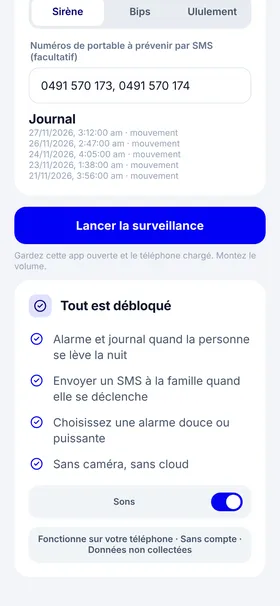 Sirène
Bips
Ululement
Numéros de portable à prévenir par SMS
(facultatif)
0491 570 173, 0491 570 174
Journal
27/11/2026, 3:12:00 am · mouvement
26/11/2026, 2:47:00 am · mouvement
24/11/2026, 4:05:00 am · mouvement
23/11/2026, 1:38:00 am · mouvement
21/11/2026, 3:56:00 am · mouvement
Lancer la surveillance
Gardez cette app ouverte et le téléphone chargé. Montez le
volume.
Tout est débloqué
Alarme et journal quand la personne
se lève la nuit
Envoyer un SMS à la famille quand
elle se déclenche
Choisissez une alarme douce ou
puissante
Sans caméra, sans cloud
Sons
Fonctionne sur votre téléphone · Sans compte ·
Données non collectées